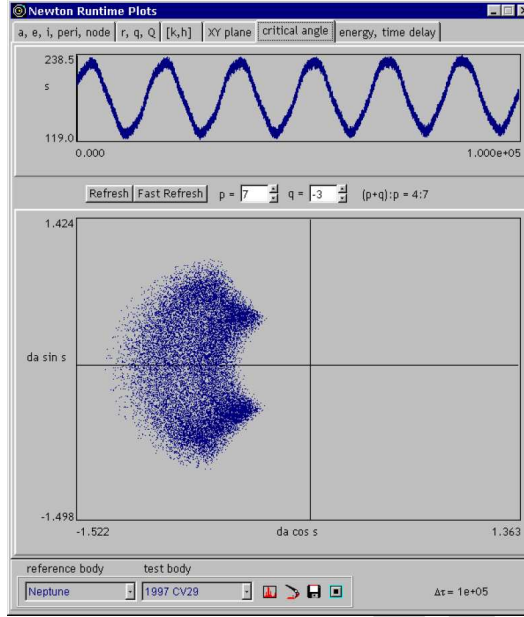 Newton Runtime Plots
a, e, i, peri, node r, q, Q [k,h] XY plane critical angle energy, time delay
238.5
s
119.0
0.000 1.000e+05
Refresh Fast Refresh p = 7 q = -3 (p+q):p = 4:7
1.424
da sin s
-1.498
-1.522 da cos s 1.363
reference body test body
Neptune 1997 CV29 Δτ = 1e+05